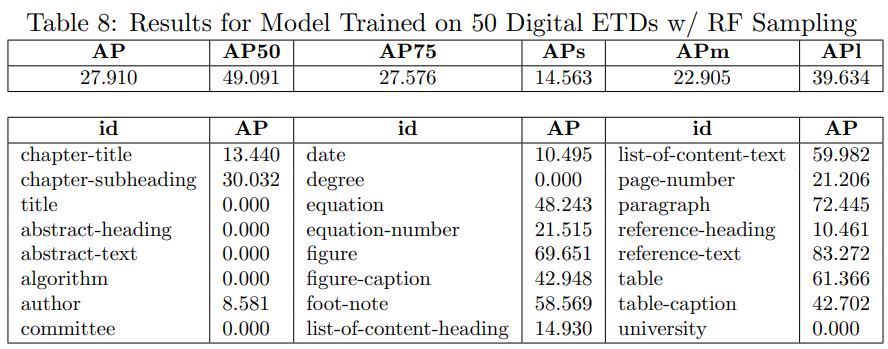 Table 8: Results for Model Trained on 50 Digital ETDs w/ RF Sampling
AP AP50 AP75 APs APm APl
27.910 49.091 27.576 14.563 22.905 39.634
id AP id AP id AP
chapter-title 13.440 date 10.495 list-of-content-text 59.982
chapter-subheading 30.032 degree 0.000 page-number 21.206
title 0.000 equation 48.243 paragraph 72.445
abstract-heading 0.000 equation-number 21.515 reference-heading 10.461
abstract-text 0.000 figure 69.651 reference-text 83.272
algorithm 0.000 figure-caption 42.948 table 61.366
author 8.581 foot-note 58.569 table-caption 42.702
committee 0.000 list-of-content-heading 14.930 university 0.000